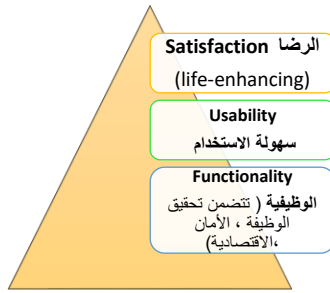 Satisfaction الرضا
(life-enhancing)
Usability
سهولة الاستخدام
Functionality
الوظيفية ( تتضمن تحقيق
الوظيفة ، الأمان
،الاقتصادية)